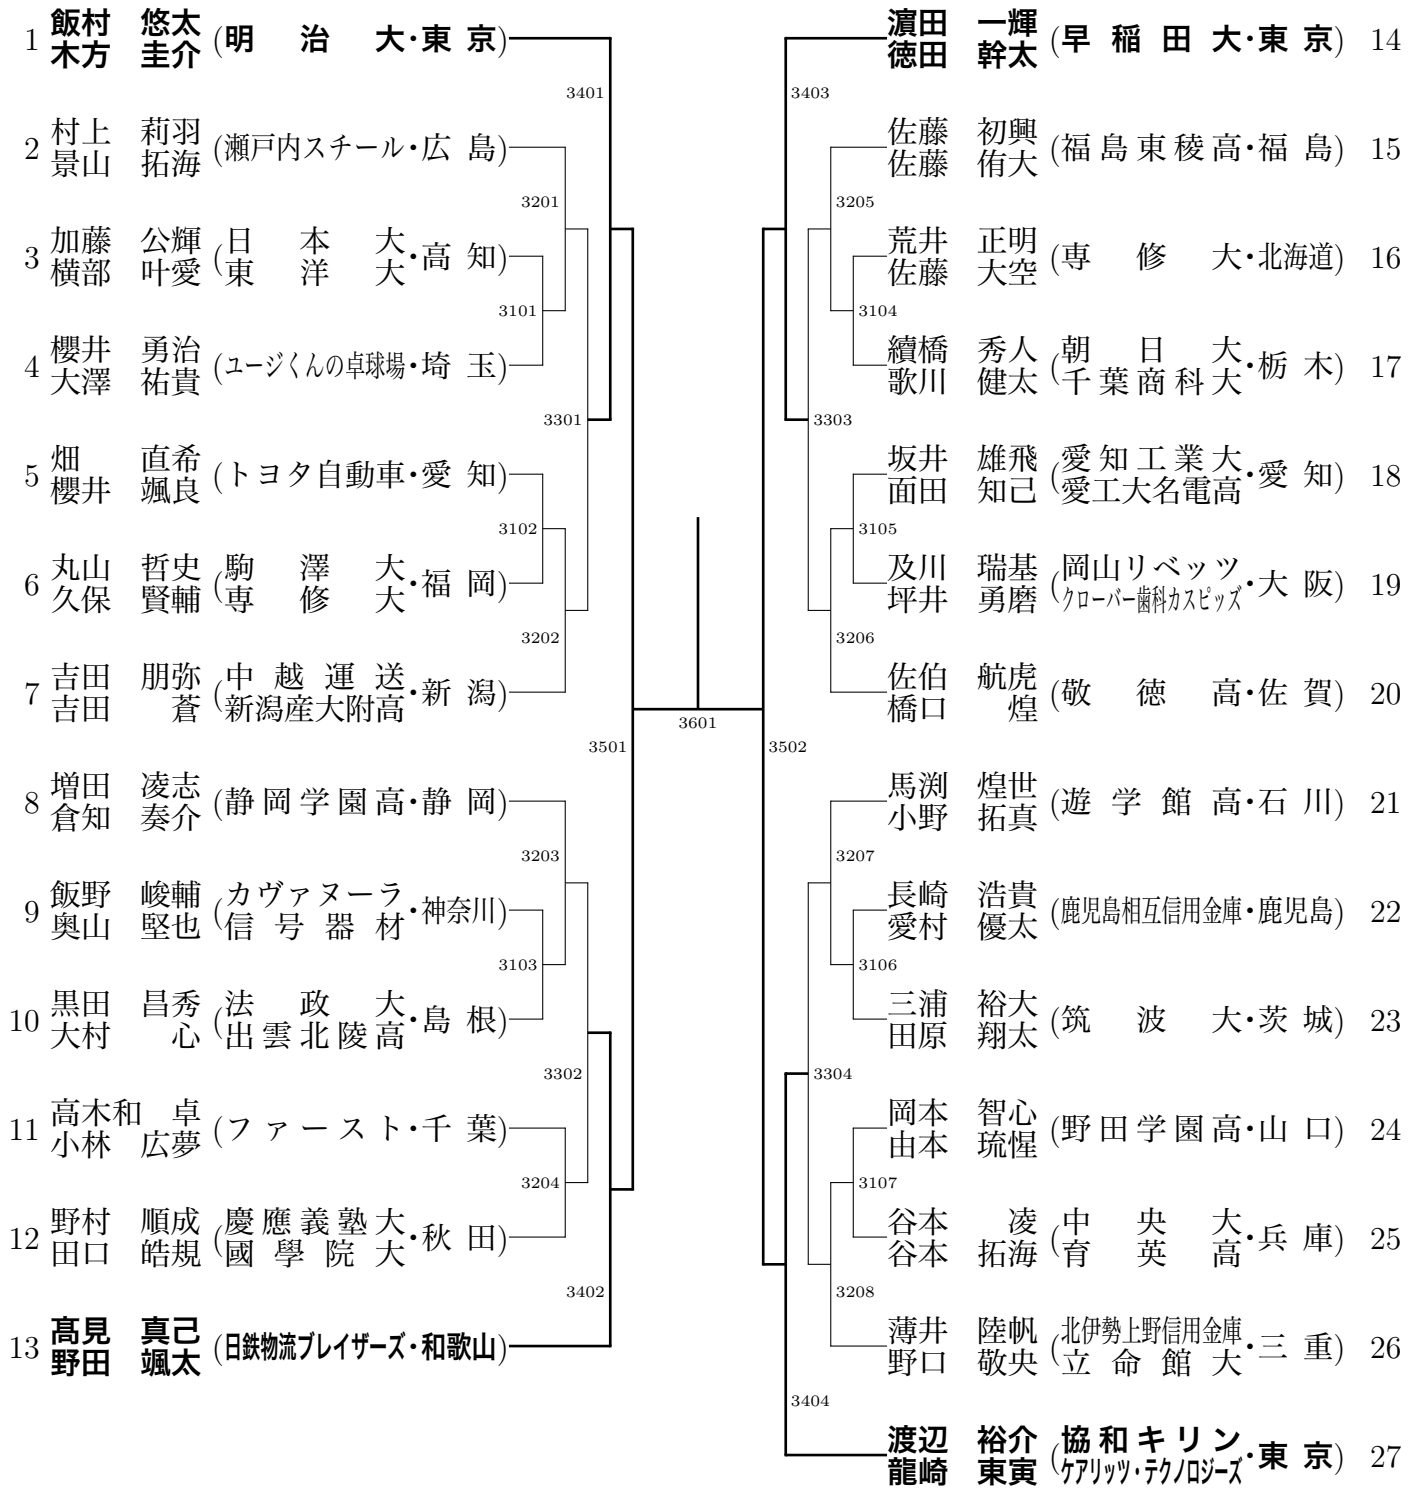 1 飯村 悠太 木方 圭介 (明治大・東京)
2 村上 莉羽 景山 拓海 (瀬戸内スチール・広島)
3 加藤 公輝 横部 叶愛 (日本大 東洋大・高知)
4 櫻井 勇治 大澤 祐貴 (ユージくんの卓球場・埼玉)
5 畑 直希 櫻井 颯良 (トヨタ自動車・愛知)
6 丸山 哲史 久保 賢輔 (駒澤大 専修大・福岡)
7 吉田 朋弥 吉田 蒼 (中越運送 新潟産大附高・新潟)
8 増田 凌志 倉知 奏介 (静岡学園高・静岡)
9 飯野 峻輔 奥山 堅也 (カヴァヌーラ 信号器材・神奈川)
10 黒田 昌秀 大村 心 (法政大 出雲北陵高・島根)
11 高木和 卓 小林 広夢 (ファースト・千葉)
12 野村 順成 田口 皓規 (慶應義塾大 國學院大・秋田)
13 髙見 真己 野田 颯太 (日鉄物流ブレイザーズ・和歌山)
3401
3201
3101
3301
3102
3202
3501
3203
3103
3302
3204
3402
3601
3403
3205
3104
3303
3105
3206
3502
3207
3106
3304
3107
3208
3404
濵田 一輝 徳田 幹太 (早稲田大・東京) 14
佐藤 初興 佐藤 侑大 (福島東稜高・福島) 15
荒井 正明 佐藤 大空 (専修大・北海道) 16
續橋 秀人 歌川 健太 (朝日大 千葉商科大・栃木) 17
坂井 雄飛 面田 知己 (愛知工業大 愛工大名電高・愛知) 18
及川 瑞基 坪井 勇磨 (岡山リベッツ クローバー歯科カスピッズ・大阪) 19
佐伯 航虎 橋口 煌 (敬徳高・佐賀) 20
馬渕 煌世 小野 拓真 (遊学館高・石川) 21
長崎 浩貴 愛村 優太 (鹿児島相互信用金庫・鹿児島) 22
三浦 裕大 田原 翔太 (筑波大・茨城) 23
岡本 智心 由本 琉惺 (野田学園高・山口) 24
谷本 凌 谷本 拓海 (中央大 育英高・兵庫) 25
薄井 陸帆 野口 敬央 (北伊勢上野信用金庫 立命館大・三重) 26
渡辺 裕介 龍崎 東寅 (協和キリン ケアリッツ・テクノロジーズ・東京) 27